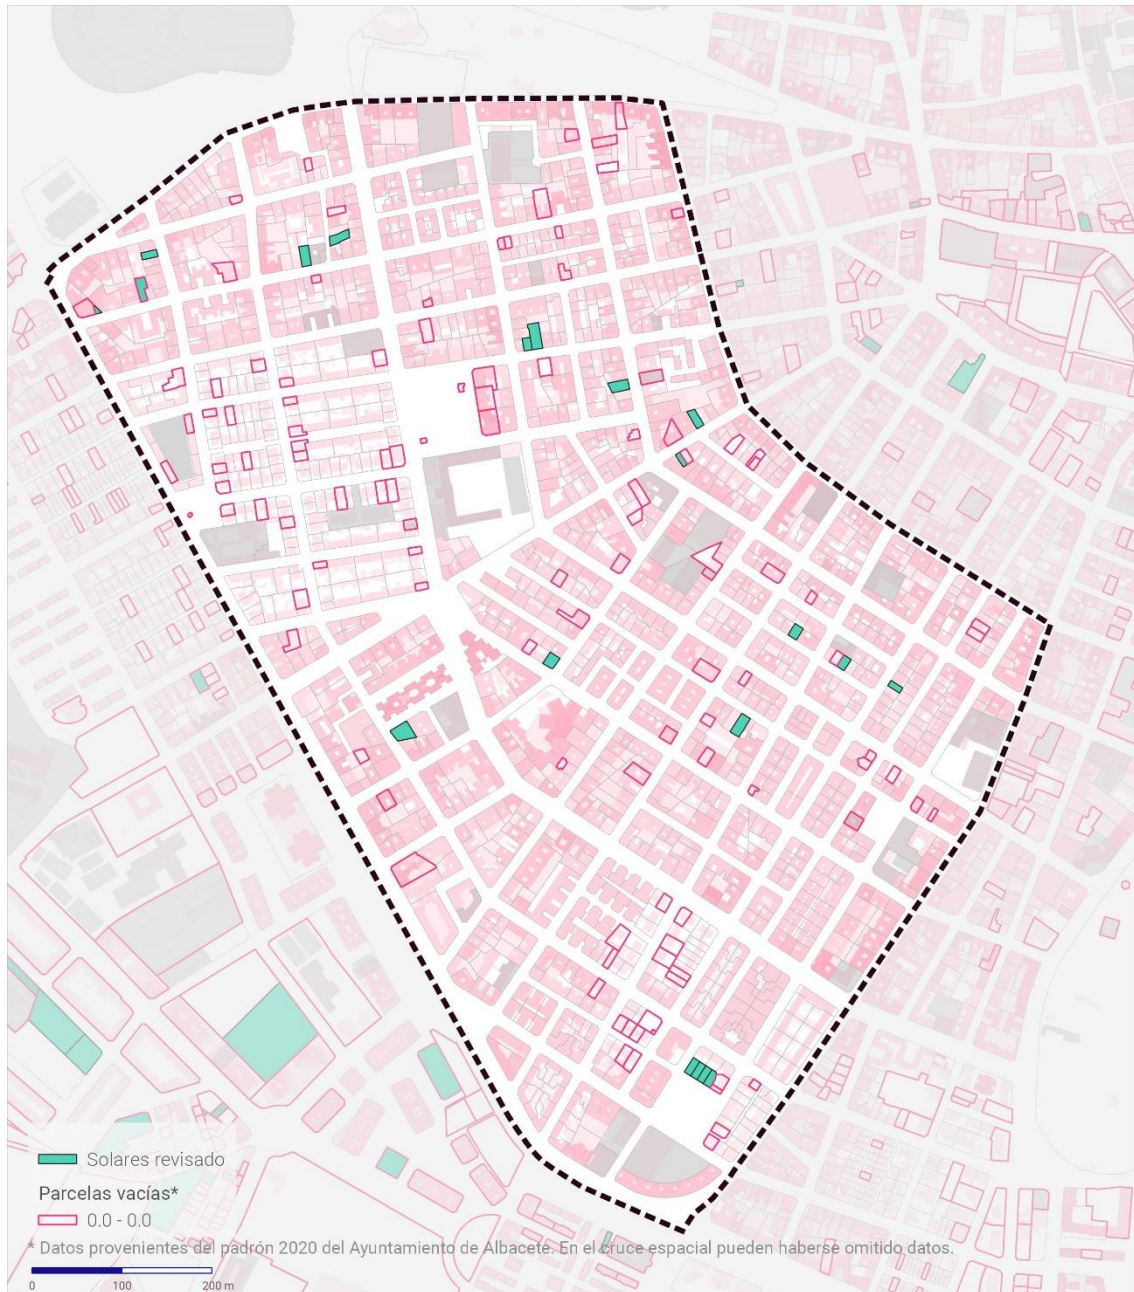 Solares revisado
Parcelas vacías*
0.0 - 0.0
* Datos provenientes del padrón 2020 del Ayuntamiento de Albacete. En el cruce espacial pueden haberse omitido datos.
0 100 200 m